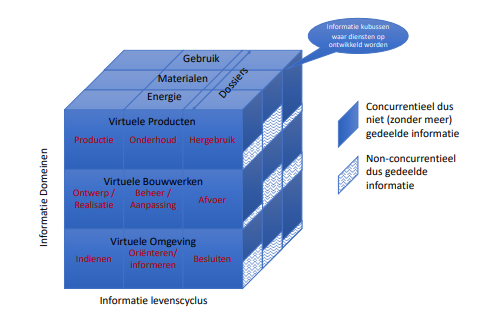 Informatie kubussen
waar diensten op
ontwikkeld worden
Gebruik
Materialen
Energie
Dossiers
Virtuele Producten
Productie Onderhoud Hergebruik
Virtuele Bouwwerken
Ontwerp / Beheer / Afvoer
Realisatie Aanpassing
Virtuele Omgeving
Indienen Oriënteren/ Besluiten
informeren
Informatie Domeinen
Informatie levenscyclus
Concurrentieel dus
niet (zonder meer)
gedeelde informatie
Non-concurrentieel
dus gedeelde
informatie